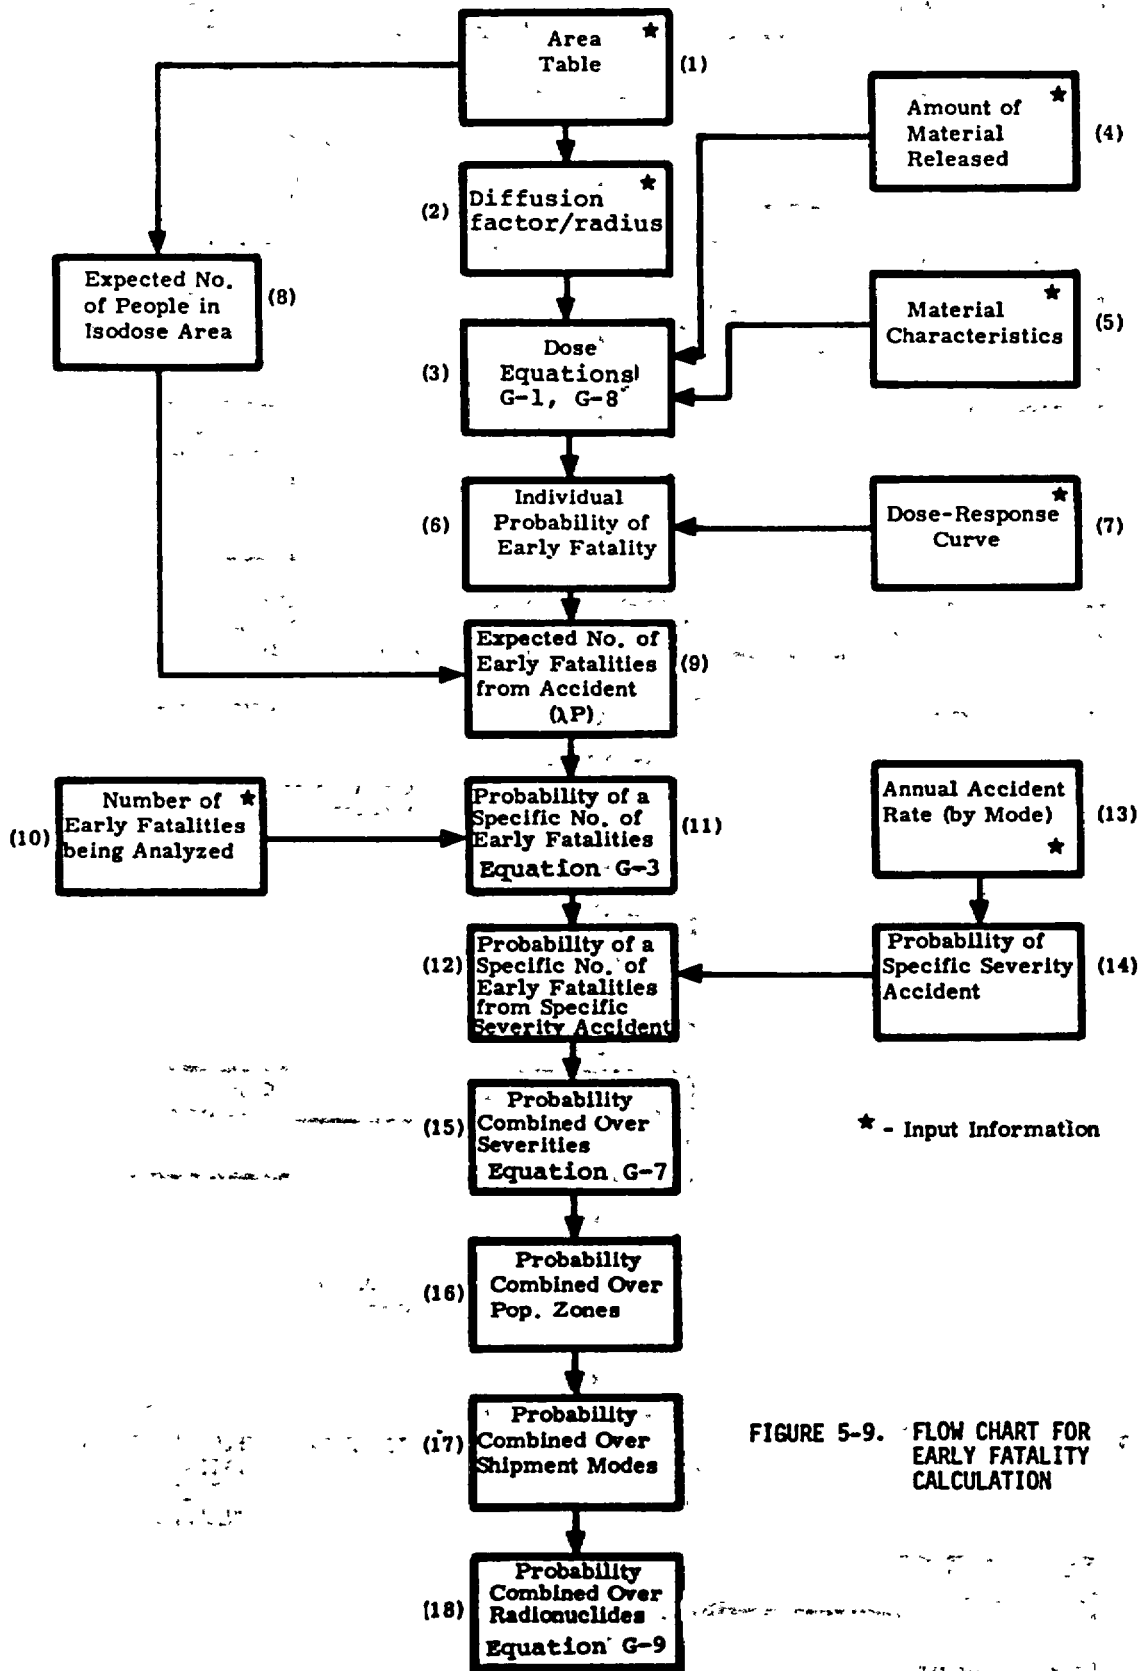 Area ★
Table
(1)
Amount of ★
Material
Released
(4)
(2)
Diffusion ★
factor/radius
Expected No.
of People in
Isodose Area
(8)
Material ★
Characteristics
(5)
(3)
Dose
Equations
G-1, G-8
(6)
Individual
Probability of
Early Fatality
Dose-Response ★
Curve
(7)
Expected No. of
Early Fatalities
from Accident
(λP)
(9)
(10)
Number of ★
Early Fatalities
being Analyzed
Probability of a
Specific No. of
Early Fatalities
Equation G-3
(11)
Annual Accident
Rate (by Mode)
★
(13)
(12)
Probability of a
Specific No. of
Early Fatalities
from Specific
Severity Accident
Probability of
Specific Severity
Accident
(14)
(15)
Probability
Combined Over
Severities
Equation G-7
★ - Input Information
(16)
Probability
Combined Over
Pop. Zones
(17)
Probability
Combined Over
Shipment Modes
FIGURE 5-9. FLOW CHART FOR
EARLY FATALITY
CALCULATION
(18)
Probability
Combined Over
Radionuclides
Equation G-9